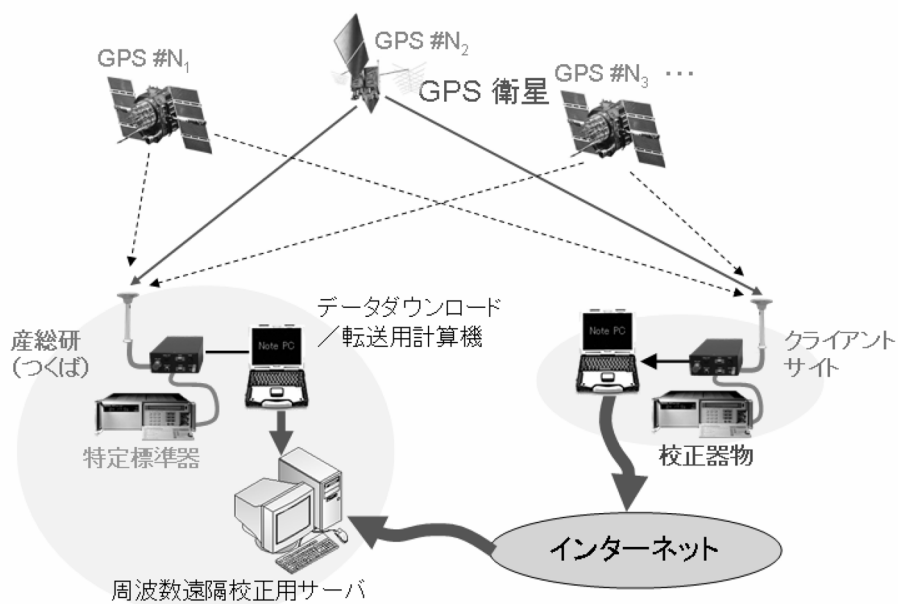 GPS #N1
GPS #N2
GPS #N3 …
GPS 衛星
産総研
(つくば)
データダウンロード
／転送用計算機
Note PC
特定標準器
Note PC
クライアント
サイト
校正器物
インターネット
周波数遠隔校正用サーバ